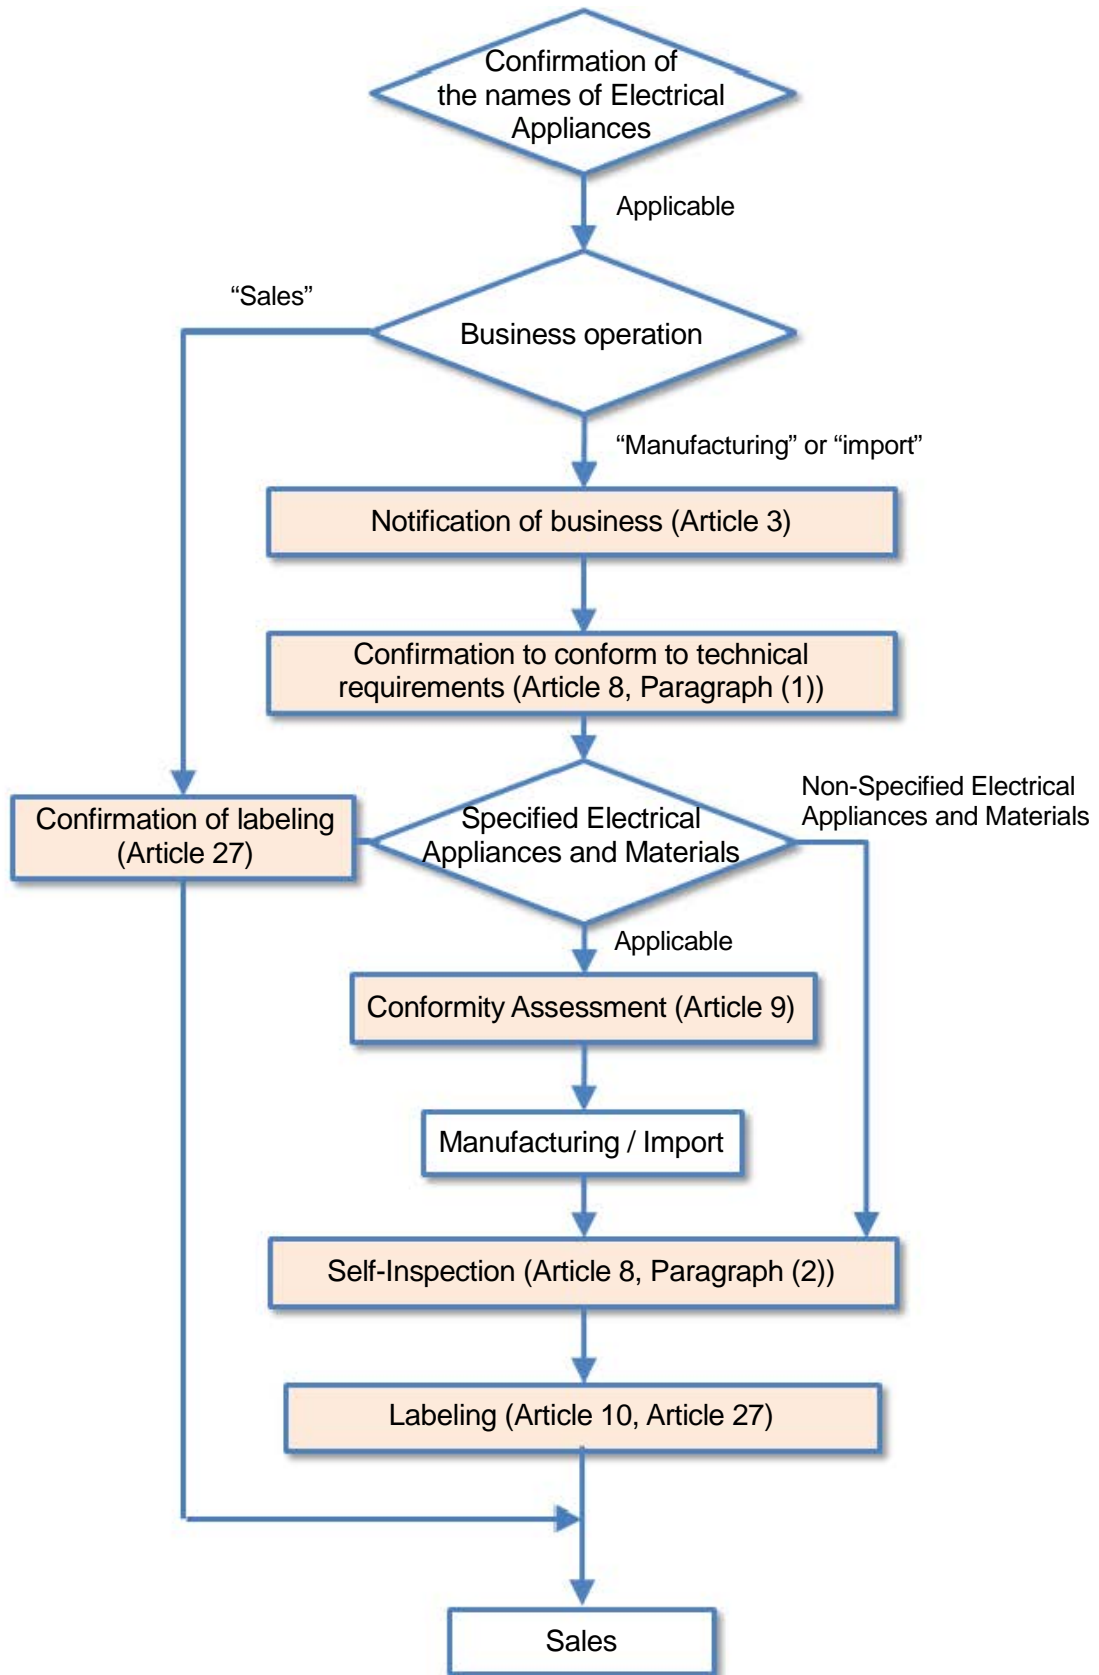 Confirmation of
the names of Electrical
Appliances
Applicable
“Sales”
Business operation
“Manufacturing” or “import”
Notification of business (Article 3)
Confirmation to conform to technical
requirements (Article 8, Paragraph (1))
Non-Specified Electrical
Appliances and Materials
Confirmation of labeling
(Article 27)
Specified Electrical
Appliances and Materials
Applicable
Conformity Assessment (Article 9)
Manufacturing / Import
Self-Inspection (Article 8, Paragraph (2))
Labeling (Article 10, Article 27)
Sales